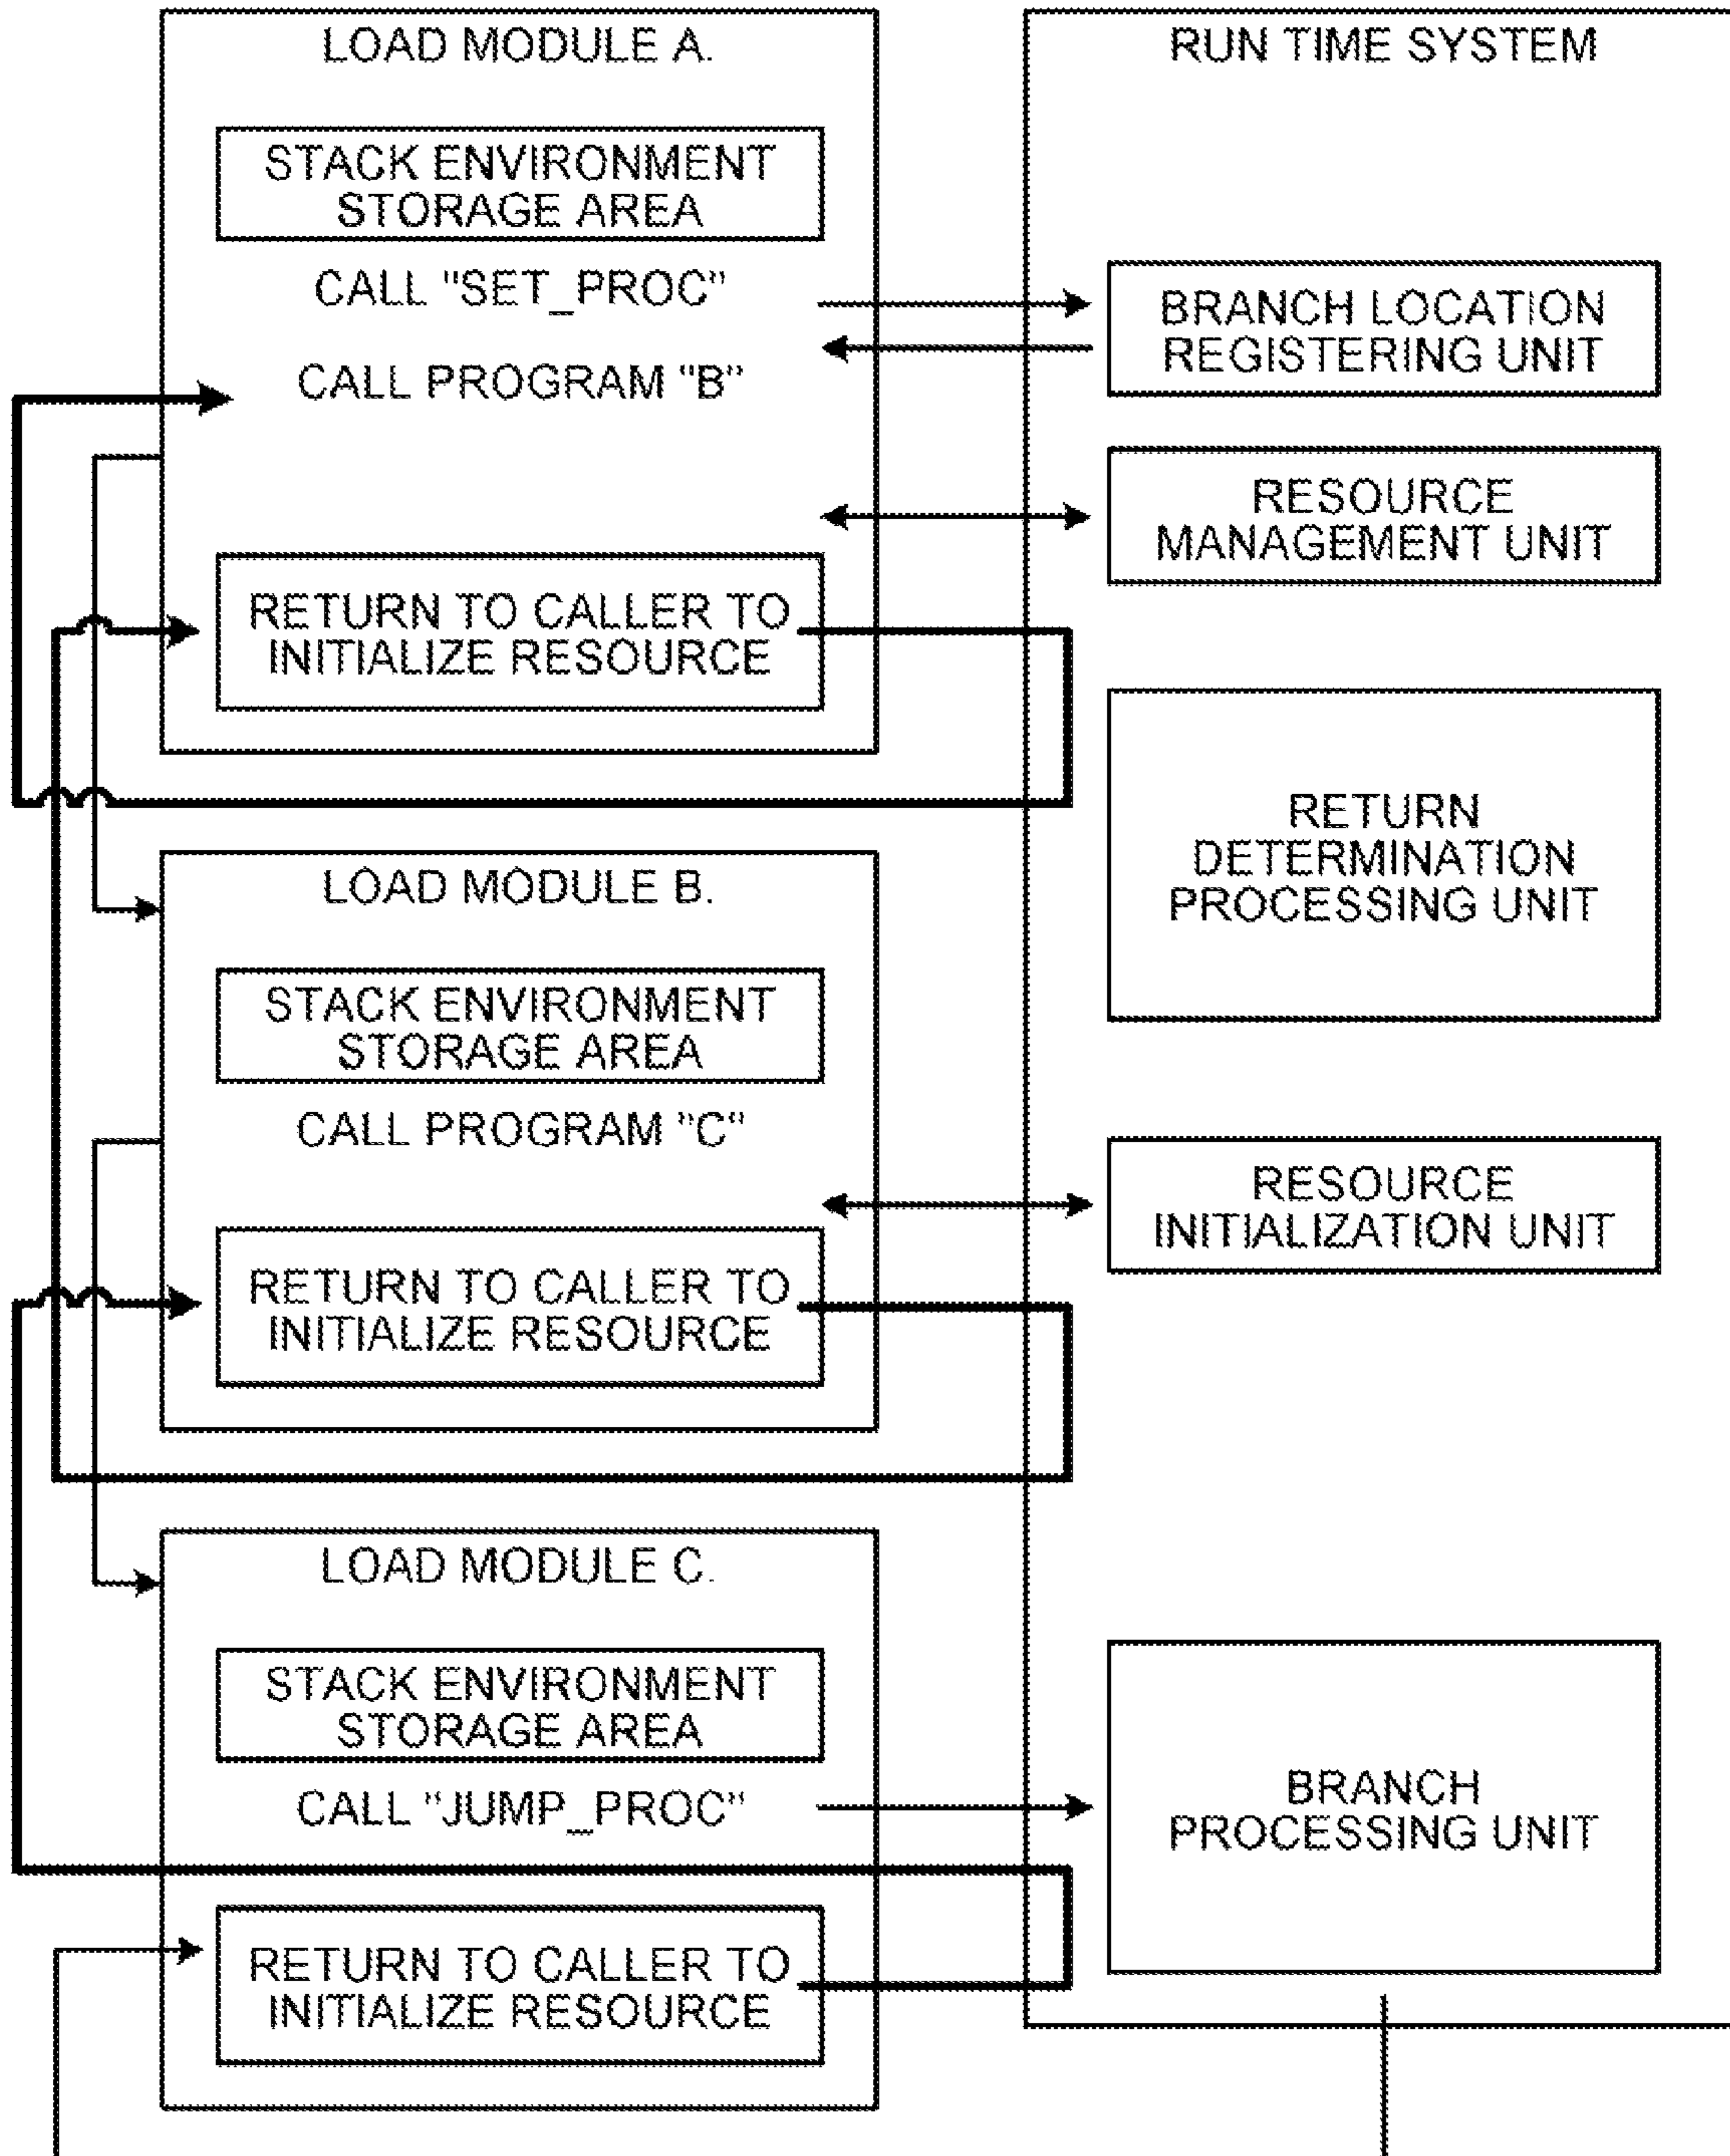 LOAD MODULE A.
STACK ENVIRONMENT
STORAGE AREA
CALL "SET_PROC"
CALL PROGRAM "B"
RETURN TO CALLER TO
INITIALIZE RESOURCE
LOAD MODULE B.
STACK ENVIRONMENT
STORAGE AREA
CALL PROGRAM "C"
RETURN TO CALLER TO
INITIALIZE RESOURCE
LOAD MODULE C.
STACK ENVIRONMENT
STORAGE AREA
CALL "JUMP_PROC"
RETURN TO CALLER TO
INITIALIZE RESOURCE
RUN TIME SYSTEM
BRANCH LOCATION
REGISTERING UNIT
RESOURCE
MANAGEMENT UNIT
RETURN
DETERMINATION
PROCESSING UNIT
RESOURCE
INITIALIZATION UNIT
BRANCH
PROCESSING UNIT